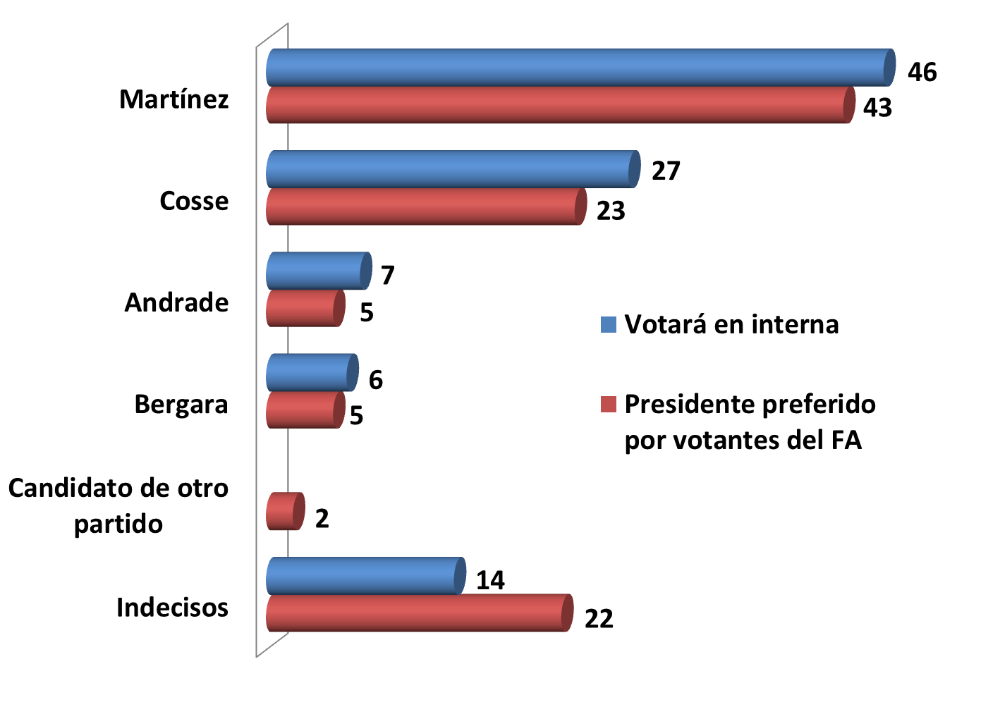 Martínez
46
43
Cosse
27
23
Andrade
7
5
Bergara
6
5
Candidato de otro
partido
2
Indecisos
14
22
Votará en interna
Presidente preferido
por votantes del FA